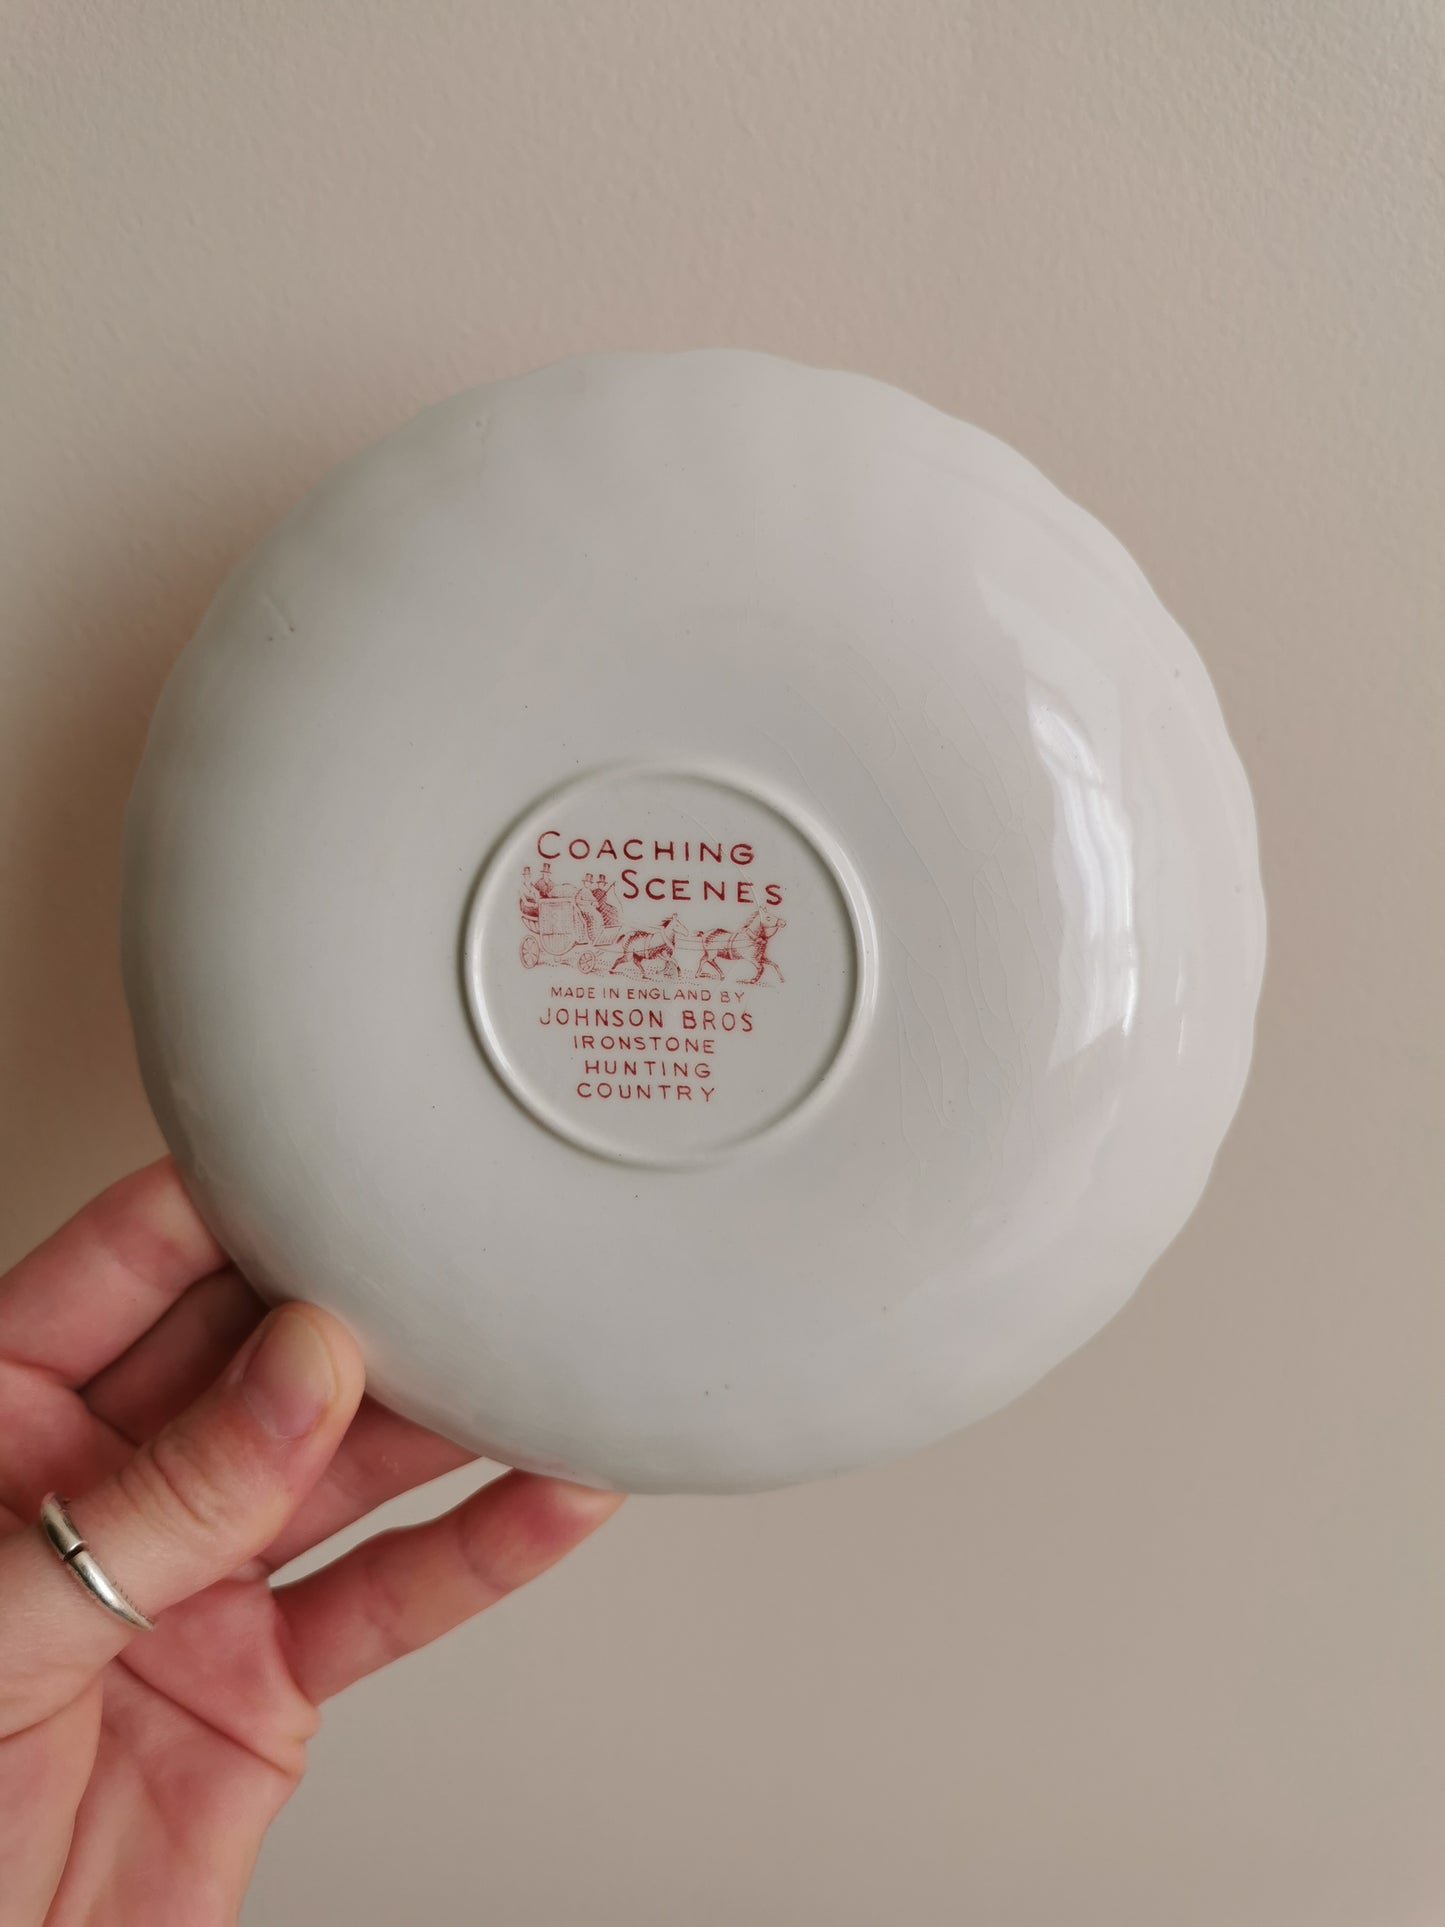 COACHING
SCENES
MADE IN ENGLAND BY
JOHNSON BROS
IRONSTONE
HUNTING
COUNTRY